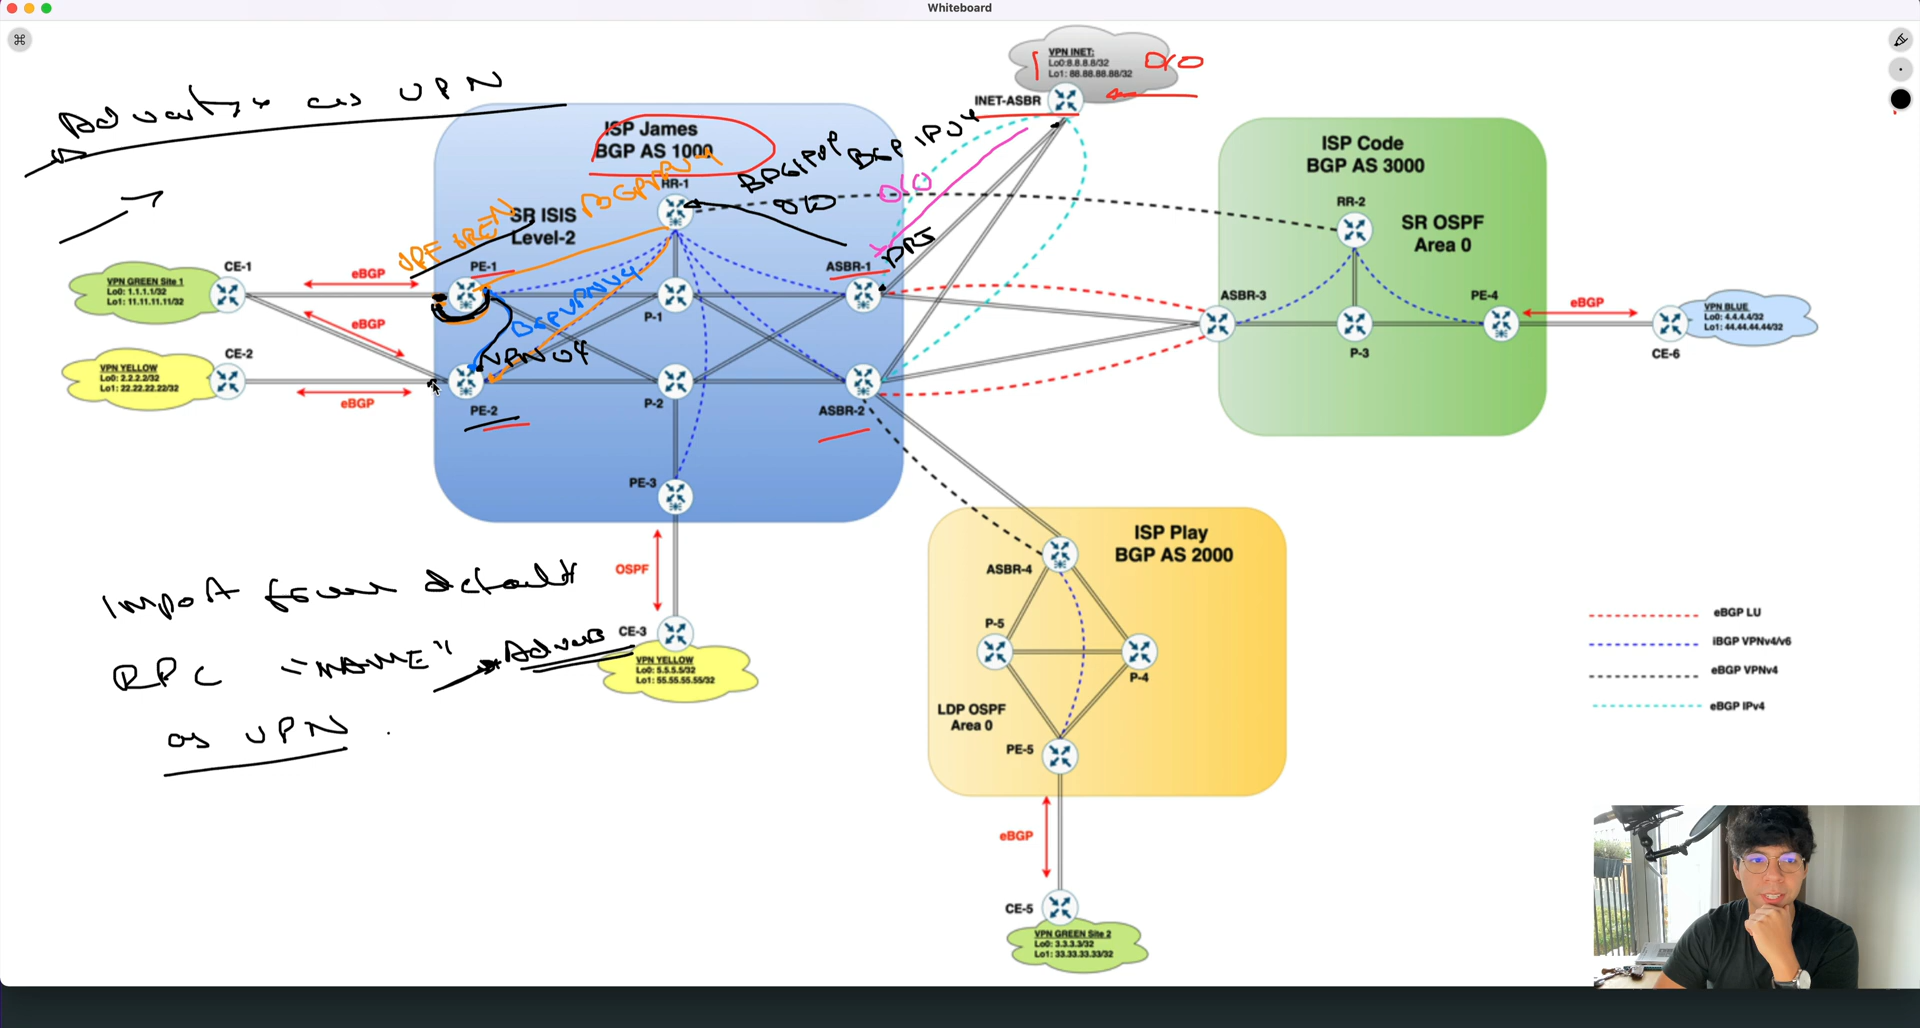 Whiteboard
VPN INET:
Lo0:8.8.8.8/32
Lo1: 88.88.88.88/32
0/0
INET-ASBR
Advertise as VPN
ISP James
BGP AS 1000
BGP IPV4
0/0
RR-1
SR ISIS
Level-2
VRF GREEN
ISP Code
BGP AS 3000
RR-2
SR OSPF
Area 0
VPN GREEN Site 1
Lo0: 1.1.1.1/32
Lo1: 11.11.11.11/32
CE-1
eBGP
PE-1
P-1
ASBR-1
ASBR-3
P-3
PE-4
eBGP
VPN BLUE
Lo0: 4.4.4.4/32
Lo1: 44.44.44.44/32
CE-6
eBGP
BGPVPNV4
VPNV4
VPN YELLOW
Lo0: 2.2.2.2/32
Lo1: 22.22.22.22/32
CE-2
eBGP
PE-2
P-2
ASBR-2
PE-3
OSPF
Import from default
RPL "NAME" Advers
as VPN
CE-3
VPN YELLOW
Lo0: 5.5.5.5/32
Lo1: 55.55.55.55/32
ISP Play
BGP AS 2000
ASBR-4
P-5
P-4
LDP OSPF
Area 0
PE-5
eBGP
CE-5
VPN GREEN Site 2
Lo0: 3.3.3.3/32
Lo1: 33.33.33.33/32
eBGP LU
iBGP VPNv4/v6
eBGP VPNv4
eBGP IPv4